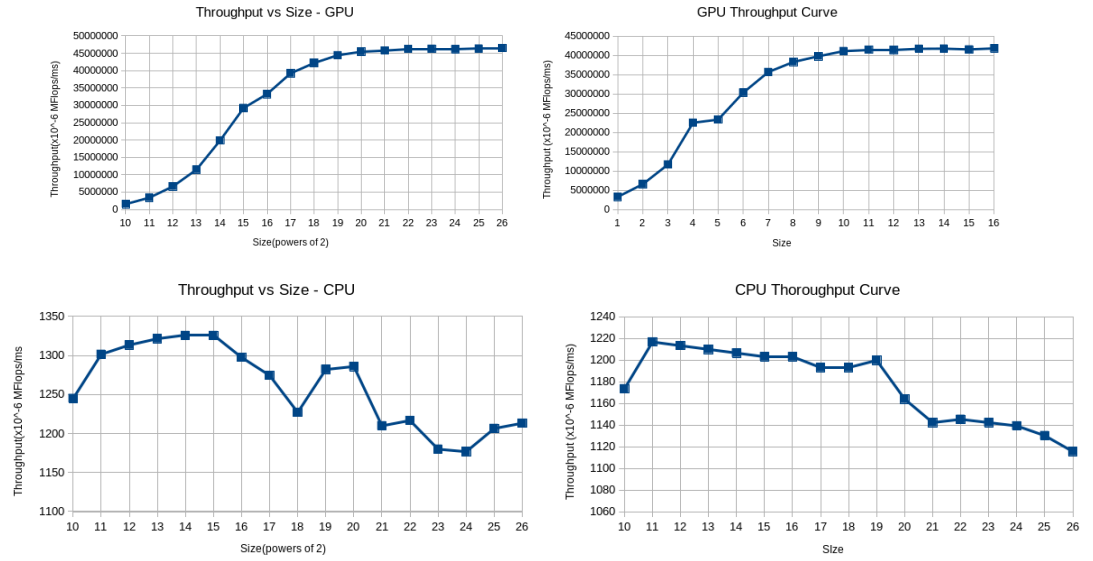 Throughput vs Size - GPU
Throughput(x10^-6 MFlops/ms)
50000000
45000000
40000000
35000000
30000000
25000000
20000000
15000000
10000000
5000000
0
10 11 12 13 14 15 16 17 18 19 20 21 22 23 24 25 26
Size(powers of 2)
GPU Throughput Curve
Throughput (x10^-6 MFlops/ms)
45000000
40000000
35000000
30000000
25000000
20000000
15000000
10000000
5000000
0
1 2 3 4 5 6 7 8 9 10 11 12 13 14 15 16
Size
Throughput vs Size - CPU
Throughput(x10^-6 MFlops/ms
1350
1300
1250
1200
1150
1100
10 11 12 13 14 15 16 17 18 19 20 21 22 23 24 25 26
Size(powers of 2)
CPU Thoroughput Curve
Throughput (x10^-6 MFlops/ms)
1240
1220
1200
1180
1160
1140
1120
1100
1080
1060
10 11 12 13 14 15 16 17 18 19 20 21 22 23 24 25 26
SIze